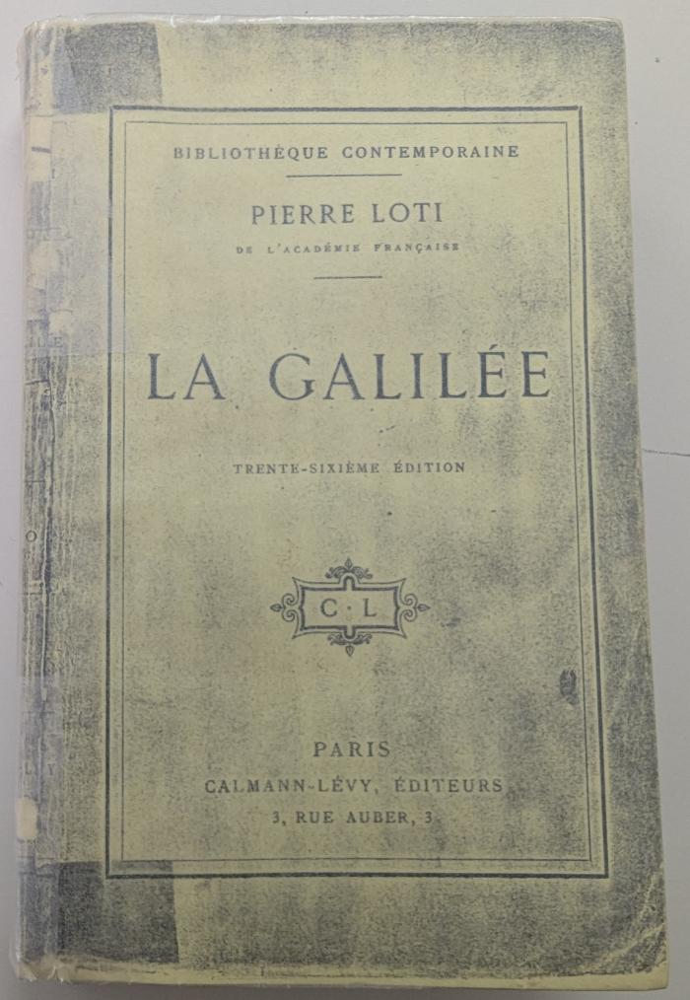 BIBLIOTHÈQUE CONTEMPORAINE
PIERRE LOTI
DE L'ACADÉMIE FRANÇAISE
LA GALILÉE
TRENTE-SIXIÈME ÉDITION
C · L
PARIS
CALMANN-LÉVY, ÉDITEURS
3, RUE AUBER, 3